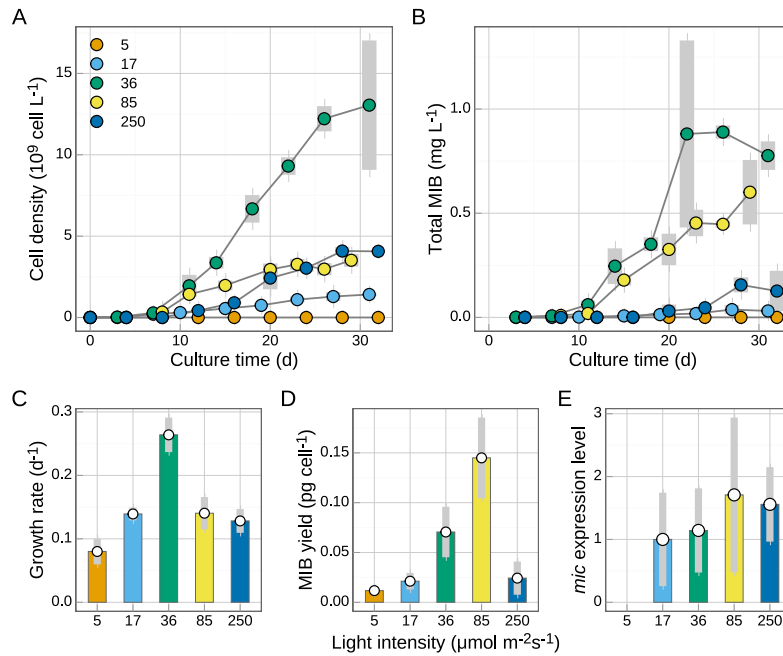 A
B
5
17
36
85
250
15
10
5
0
Cell density (10⁹ cell L⁻¹)
0 10 20 30
Culture time (d)
1.0
0.5
0.0
Total MIB (mg L⁻¹)
0 10 20 30
Culture time (d)
C
D
E
0.3
0.2
0.1
0.0
Growth rate (d⁻¹)
5 17 36 85 250
0.15
0.10
0.05
0.00
MIB yield (pg cell⁻¹)
5 17 36 85 250
3
2
1
0
mic expression level
5 17 36 85 250
Light intensity (μmol m⁻²s⁻¹)